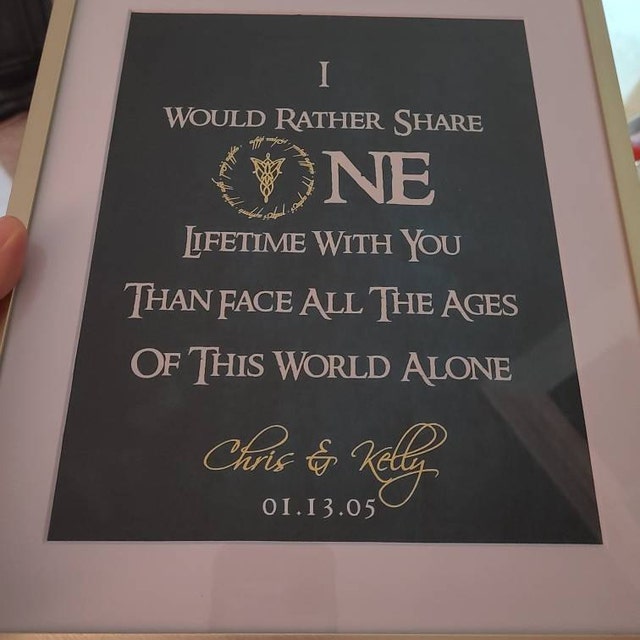 I
WOULD RATHER SHARE
ONE
LIFETIME WITH YOU
THAN FACE ALL THE AGES
OF THIS WORLD ALONE
Chris & Kelly
01.13.05